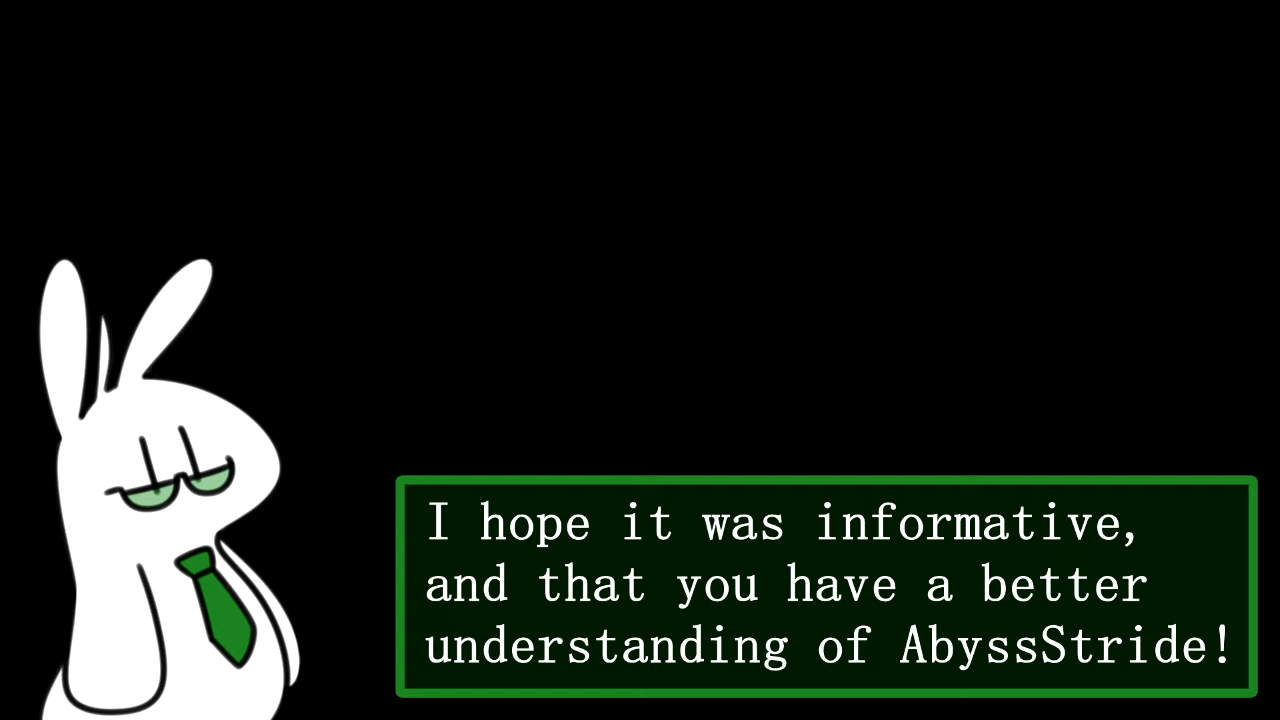 I hope it was informative,
and that you have a better
understanding of AbyssStride!